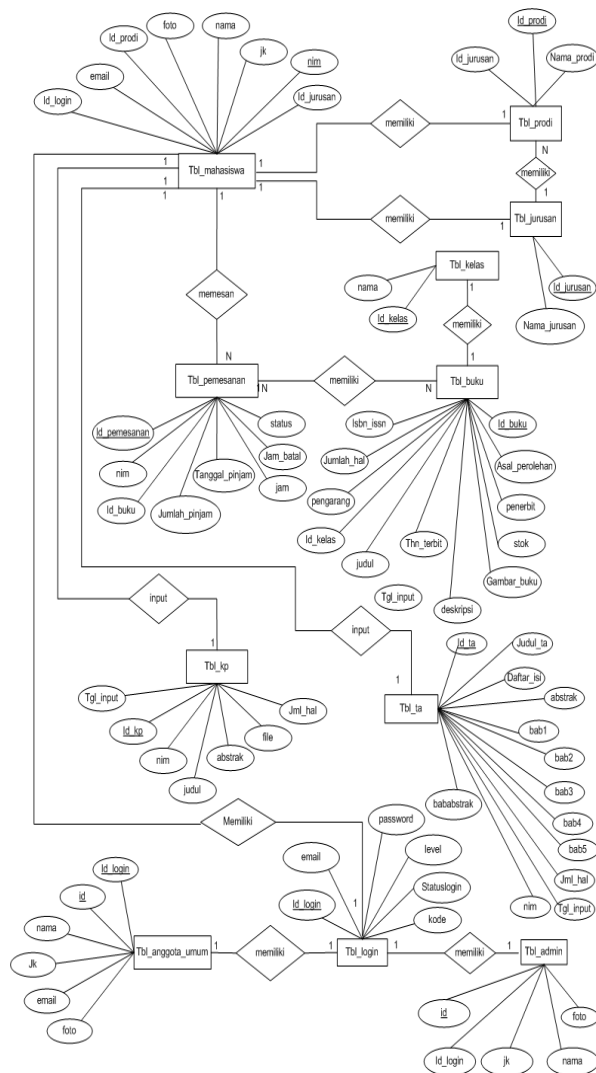 foto
nama
Id_prodi
jk
email
nim
Id_login
Id_jurusan
Id_prodi
Id_jurusan
Nama_prodi
Tbl_prodi
memiliki
1
1
N
memiliki
1
Tbl_mahasiswa
1
1
1
1
1
memiliki
1
Tbl_jurusan
Id_jurusan
Nama_jurusan
Tbl_kelas
nama
Id_kelas
1
memiliki
1
memesan
N
Tbl_pemesanan
1N
memiliki
N
Tbl_buku
Id_pemesanan
status
nim
Jam_batal
Tanggal_pinjam
jam
Id_buku
Jumlah_pinjam
Isbn_issn
Id_buku
Jumlah_hal
Asal_perolehan
pengarang
penerbit
Id_kelas
stok
judul
Thn_terbit
Gambar_buku
deskripsi
Tgl_input
input
1
Tbl_kp
Tgl_input
Jml_hal
Id_kp
file
nim
abstrak
judul
input
1
Tbl_ta
Id_ta
Judul_ta
Daftar_isi
abstrak
bab1
bab2
bab3
bab4
bab5
Jml_hal
Tgl_input
nim
bababstrak
Memiliki
password
email
level
Id_login
1
Statuslogin
kode
Tbl_login
1
memiliki
1
Tbl_anggota_umum
Id_login
id
nama
Jk
email
foto
1
memiliki
1
Tbl_admin
id
foto
Id_login
jk
nama